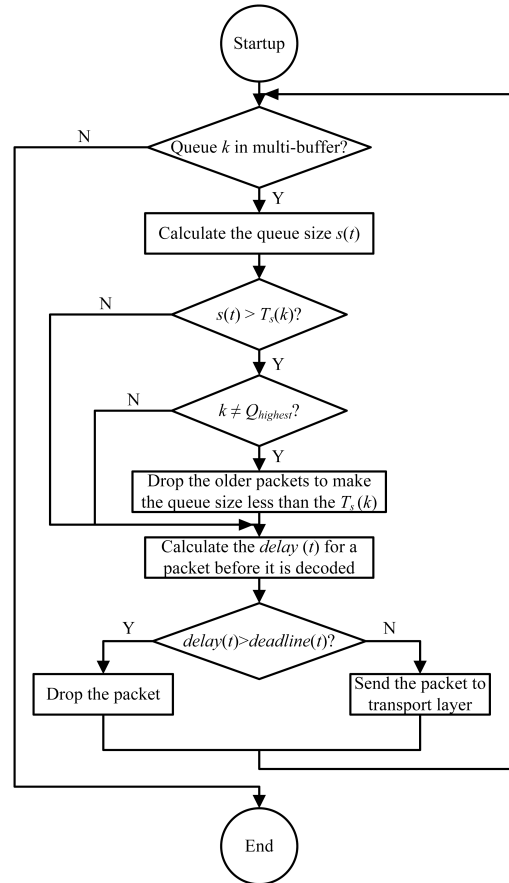 Startup
N
Queue k in multi-buffer?
Y
Calculate the queue size s(t)
N
s(t) > Ts(k)?
Y
N
k ≠ Qhighest?
Y
Drop the older packets to make
the queue size less than the Ts (k)
Calculate the delay (t) for a
packet before it is decoded
Y
delay(t)>deadline(t)?
N
Drop the packet
Send the packet to
transport layer
End